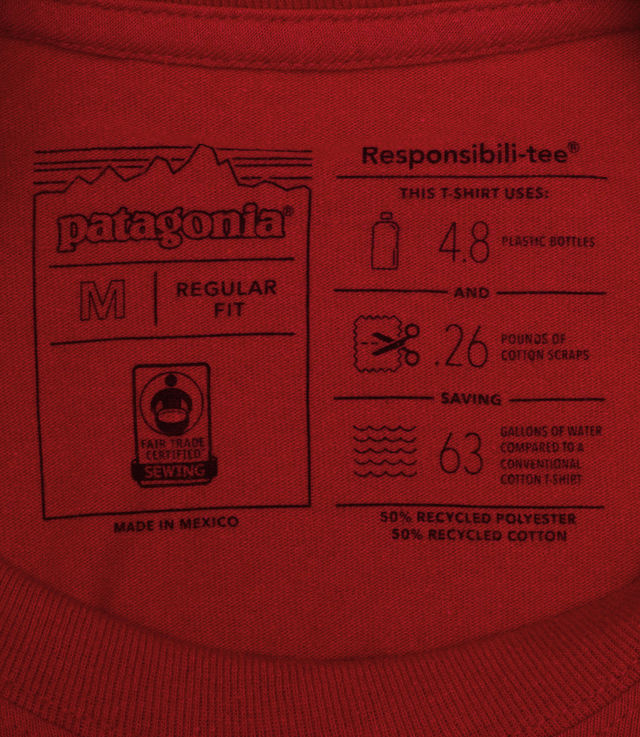 patagonia®
M
REGULAR
FIT
FAIR TRADE
CERTIFIED
SEWING
MADE IN MEXICO
Responsibili-tee®
THIS T-SHIRT USES:
4.8 PLASTIC BOTTLES
AND
.26 POUNDS OF
COTTON SCRAPS
SAVING
63 GALLONS OF WATER
COMPARED TO A
CONVENTIONAL
COTTON T-SHIRT
50% RECYCLED POLYESTER
50% RECYCLED COTTON